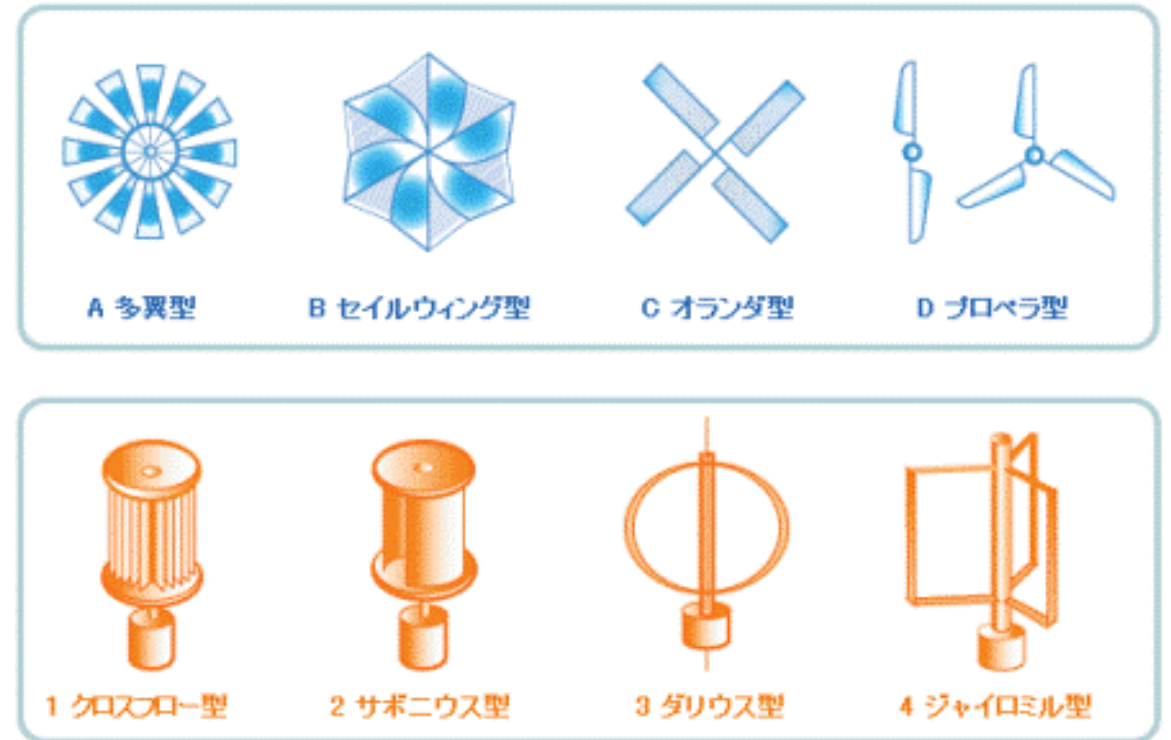 A 多翼型
B セイルウィング型
C オランダ型
D プロペラ型
1 クロスフロー型
2 サボニウス型
3 ダリウス型
4 ジャイロミル型